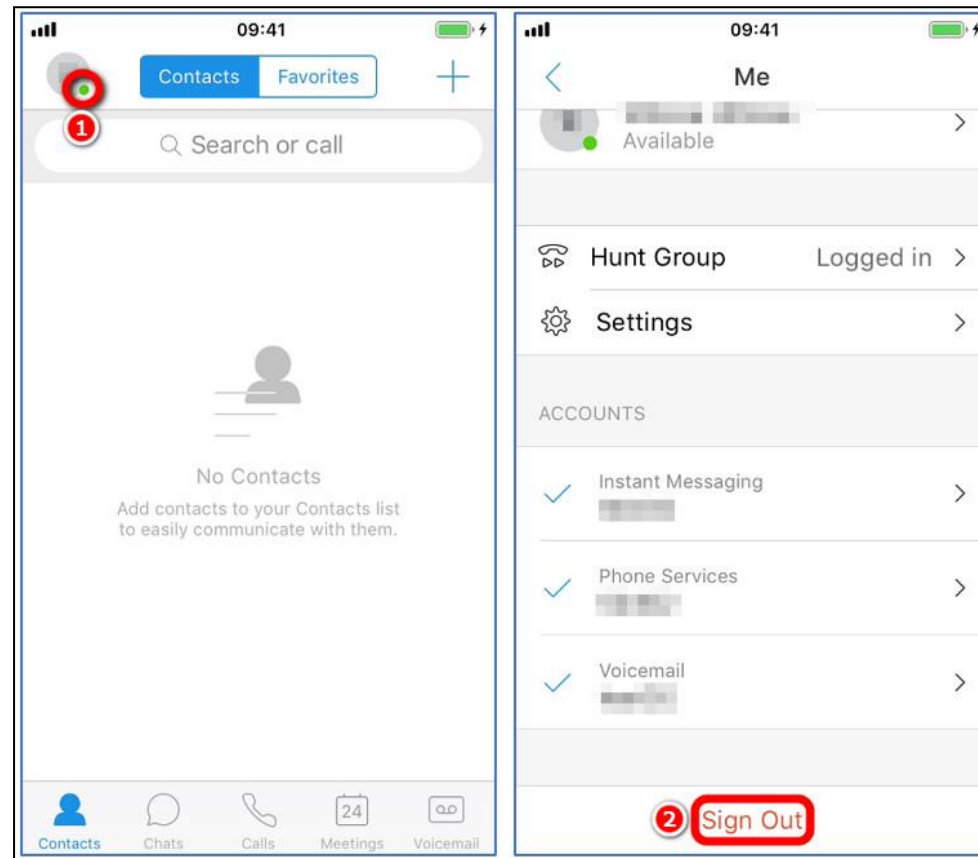 09:41
Contacts
Favorites
1
Search or call
No Contacts
Add contacts to your Contacts list
to easily communicate with them.
Contacts
Chats
Calls
24
Meetings
Voicemail
09:41
Me
Available
Hunt Group
Logged in
Settings
ACCOUNTS
Instant Messaging
Phone Services
Voicemail
2
Sign Out